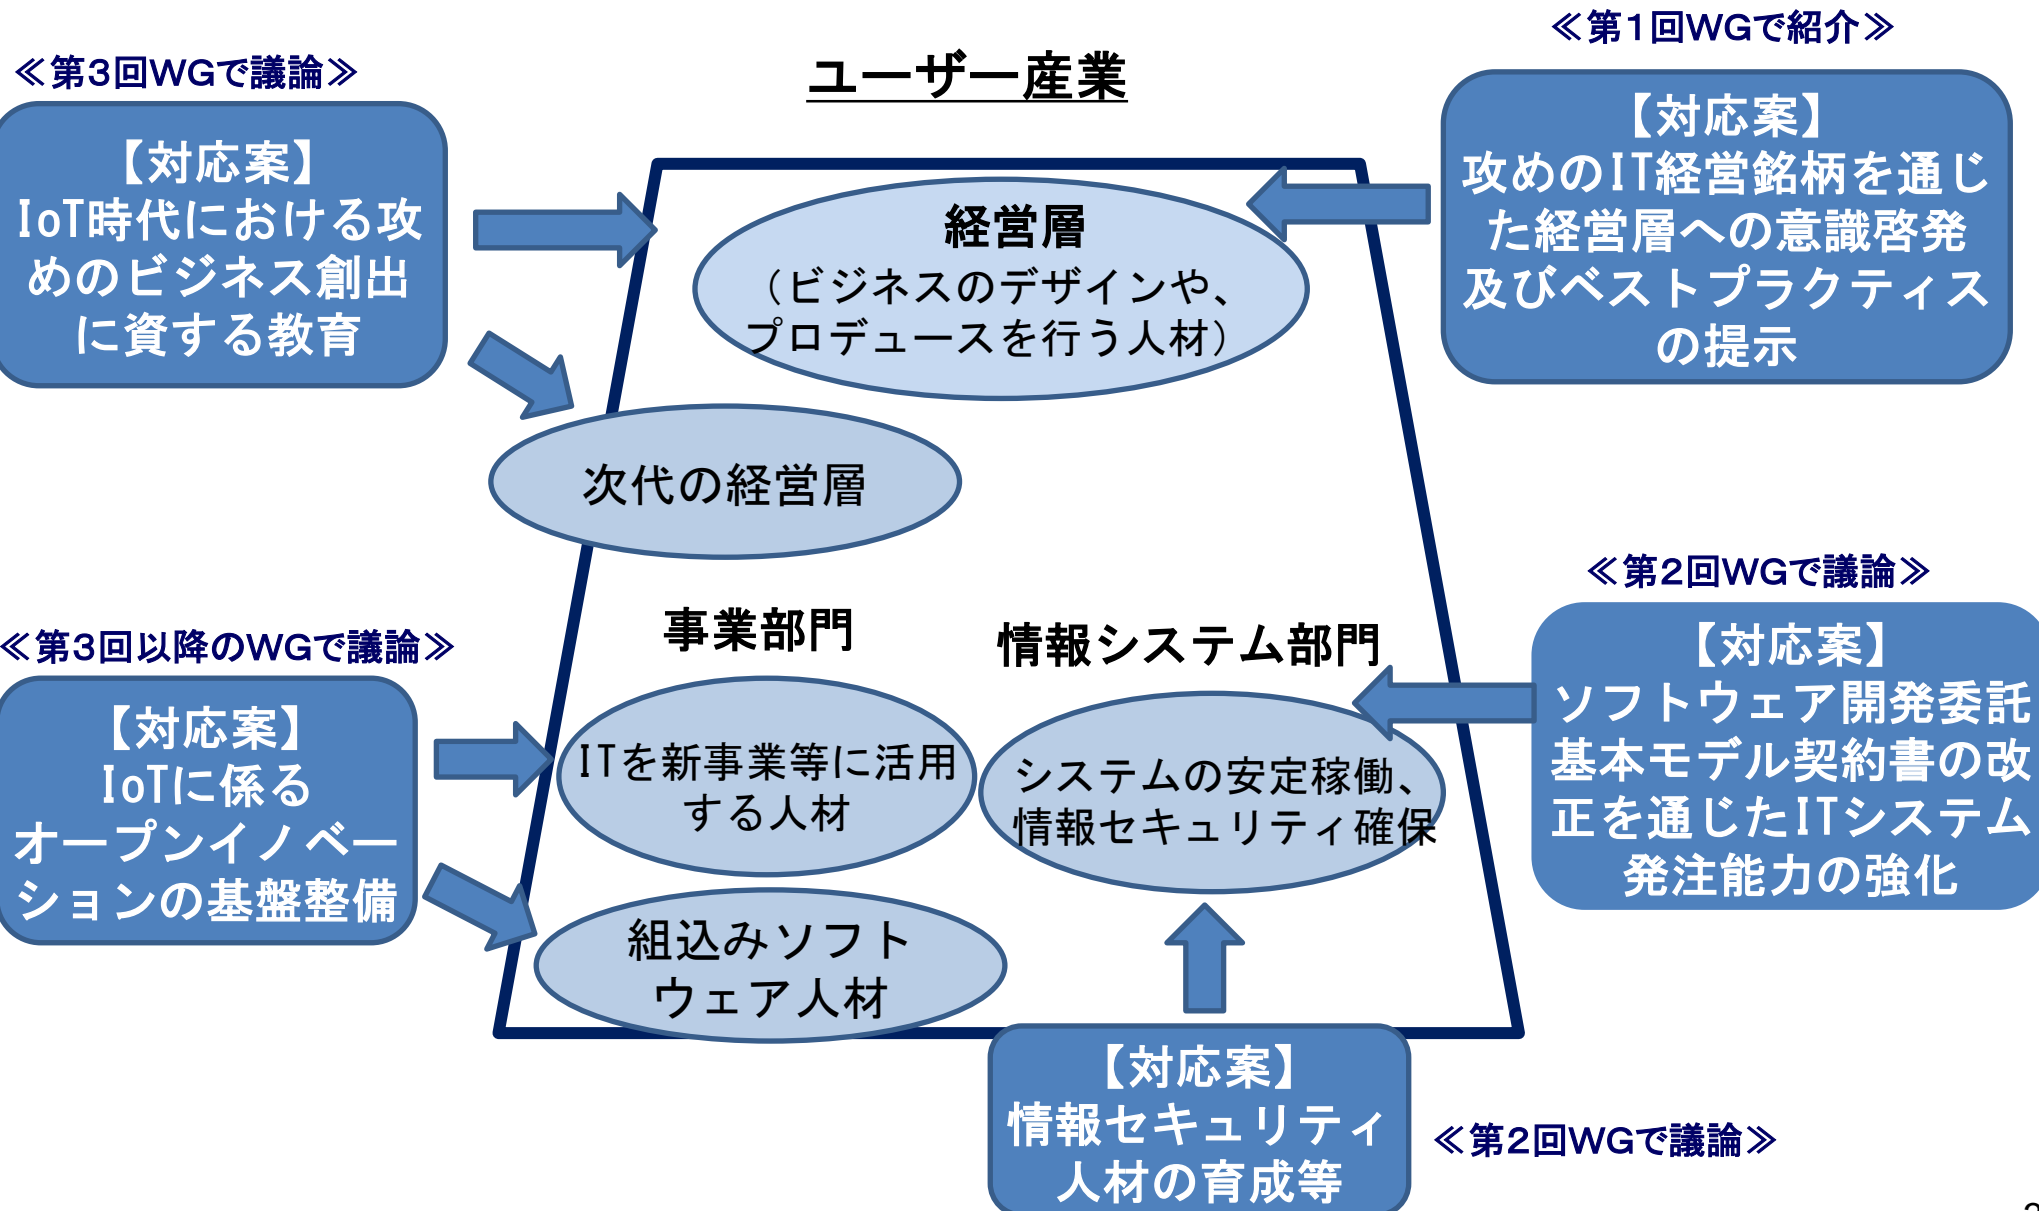 ≪第１回WGで紹介≫
≪第３回WGで議論≫
ユーザー産業
【対応案】
IoT時代における攻
めのビジネス創出
に資する教育
【対応案】
攻めのIT経営銘柄を通じ
た経営層への意識啓発
及びベストプラクティス
の提示
経営層
（ビジネスのデザインや、
プロデュースを行う人材）
次代の経営層
≪第２回WGで議論≫
≪第３回以降のWGで議論≫
事業部門
情報システム部門
【対応案】
IoTに係る
オープンイノベー
ションの基盤整備
ITを新事業等に活用
する人材
システムの安定稼働、
情報セキュリティ確保
【対応案】
ソフトウェア開発委託
基本モデル契約書の改
正を通じたITシステム
発注能力の強化
組込みソフト
ウェア人材
【対応案】
情報セキュリティ
人材の育成等
≪第２回WGで議論≫